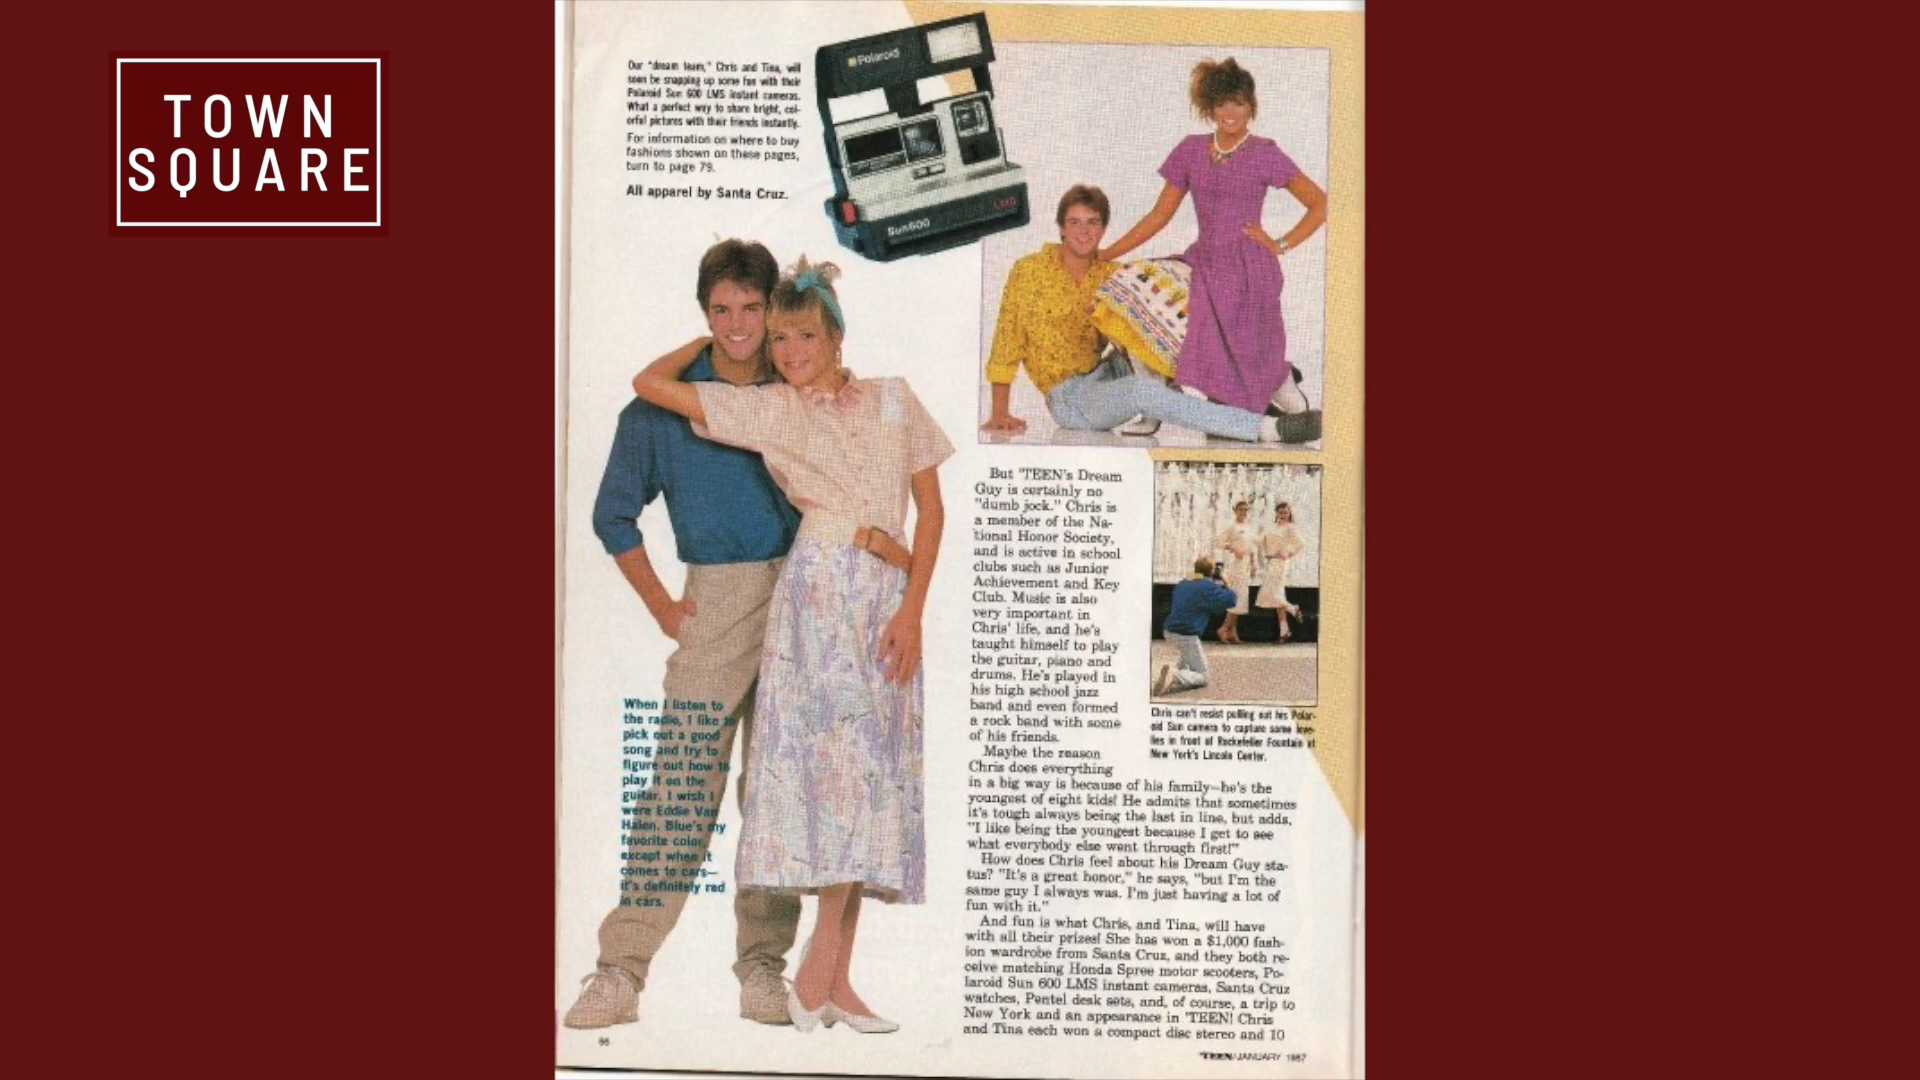 TOWN
SQUARE
Our "dream team," Chris and Tina, will
soon be snapping up some fun with their
Polaroid Sun 600 LMS instant cameras.
What a perfect way to share bright, col-
orful pictures with their friends instantly.
For information on where to buy
fashions shown on these pages,
turn to page 79.
All apparel by Santa Cruz.
Polaroid
Sun600
LMS
When I listen to
the radio, I like to
pick out a good
song and try to
figure out how to
play it on the
guitar. I wish I
were Eddie Van
Halen. Blue's my
favorite color,
except when it
comes to cars—
it's definitely red
in cars.
But 'TEEN's Dream
Guy is certainly no
"dumb jock." Chris is
a member of the Na-
tional Honor Society,
and is active in school
clubs such as Junior
Achievement and Key
Club. Music is also
very important in
Chris' life, and he's
taught himself to play
the guitar, piano and
drums. He's played in
his high school jazz
band and even formed
a rock band with some
of his friends.
Maybe the reason
Chris does everything
in a big way is because of his family—he's the
youngest of eight kids! He admits that sometimes
it's tough always being the last in line, but adds,
"I like being the youngest because I get to see
what everybody else went through first!"
How does Chris feel about his Dream Guy sta-
tus? "It's a great honor," he says, "but I'm the
same guy I always was. I'm just having a lot of
fun with it."
And fun is what Chris, and Tina, will have
with all their prizes! She has won a $1,000 fash-
ion wardrobe from Santa Cruz, and they both re-
ceive matching Honda Spree motor scooters, Po-
laroid Sun 600 LMS instant cameras, Santa Cruz
watches, Pentel desk sets, and, of course, a trip to
New York and an appearance in 'TEEN! Chris
and Tina each won a compact disc stereo and 10
Chris can't resist pulling out his Polar-
oid Sun camera to capture some love-
lies in front of Rockefeller Fountain at
New York's Lincoln Center.
66
'TEEN/JANUARY 1987